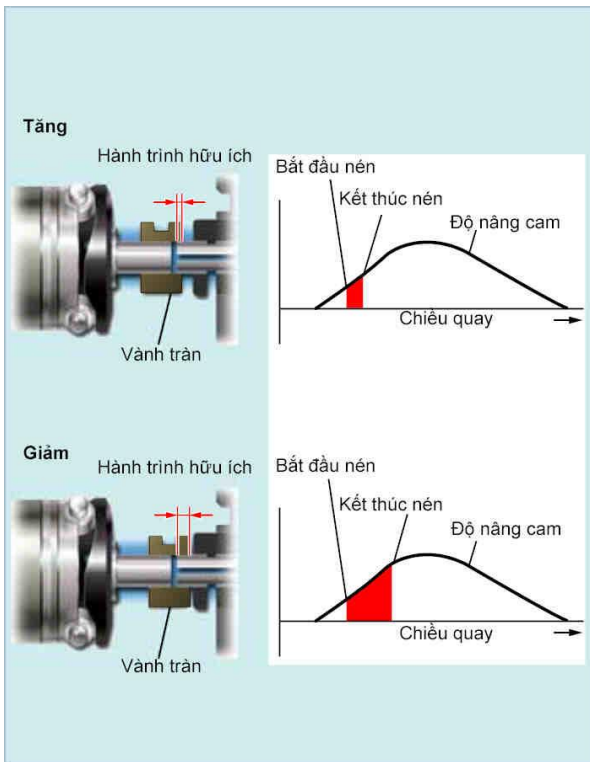 Tăng
Hành trình hữu ích
Bắt đầu nén
Kết thúc nén
Độ nâng cam
Chiều quay
Vành tràn
Giảm
Hành trình hữu ích
Bắt đầu nén
Kết thúc nén
Độ nâng cam
Chiều quay
Vành tràn